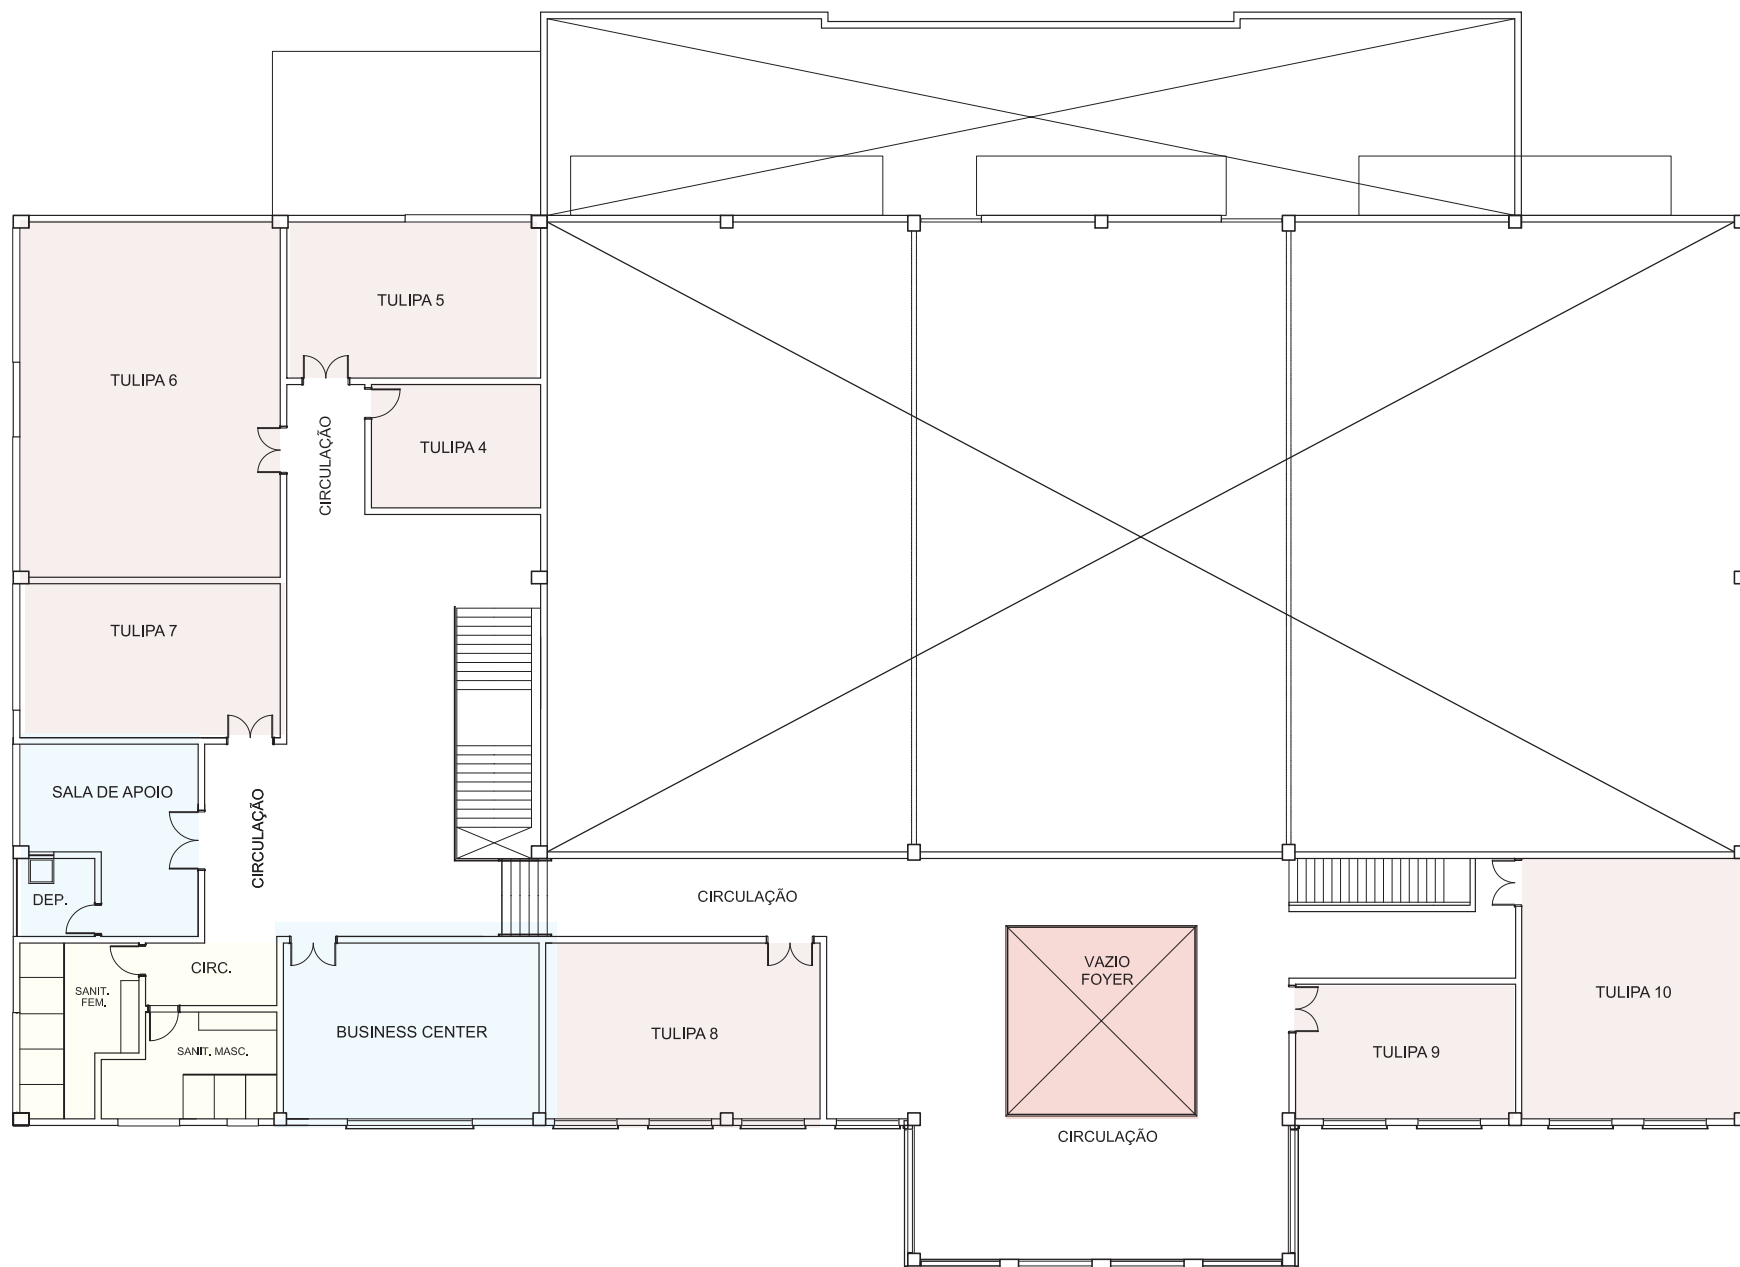 TULIPA 5
TULIPA 6
TULIPA 4
CIRCULAÇÃO
TULIPA 7
SALA DE APOIO
CIRCULAÇÃO
DEP.
CIRCULAÇÃO
CIRC.
VAZIO
FOYER
SANIT.
FEM.
TULIPA 10
BUSINESS CENTER
TULIPA 8
SANIT. MASC.
TULIPA 9
CIRCULAÇÃO